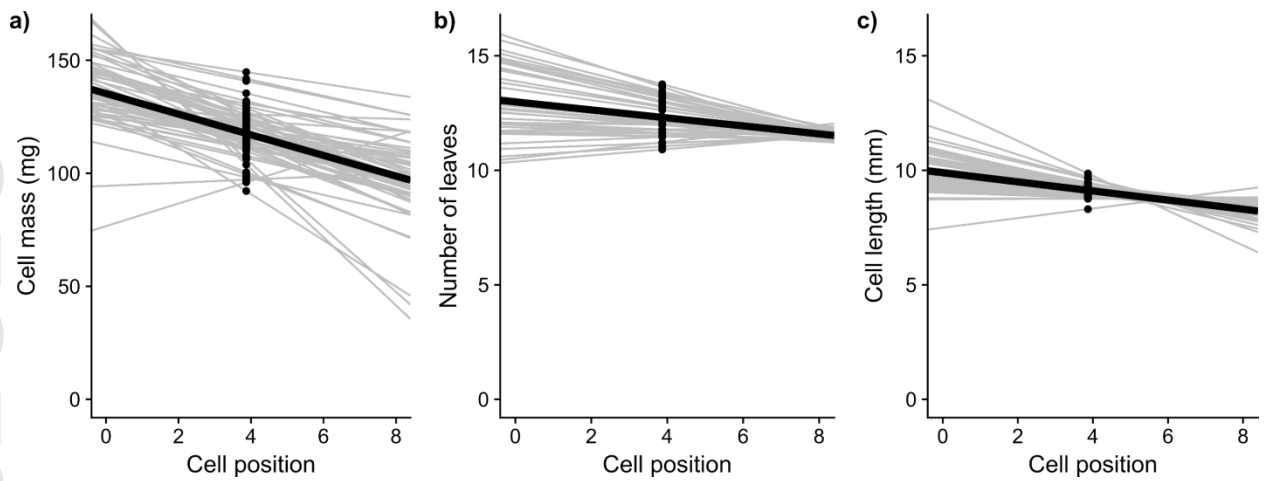 a)
Cell mass (mg)
150
100
50
0
0 2 4 6 8
Cell position
b)
Number of leaves
15
10
5
0
0 2 4 6 8
Cell position
c)
Cell length (mm)
15
10
5
0
0 2 4 6 8
Cell position